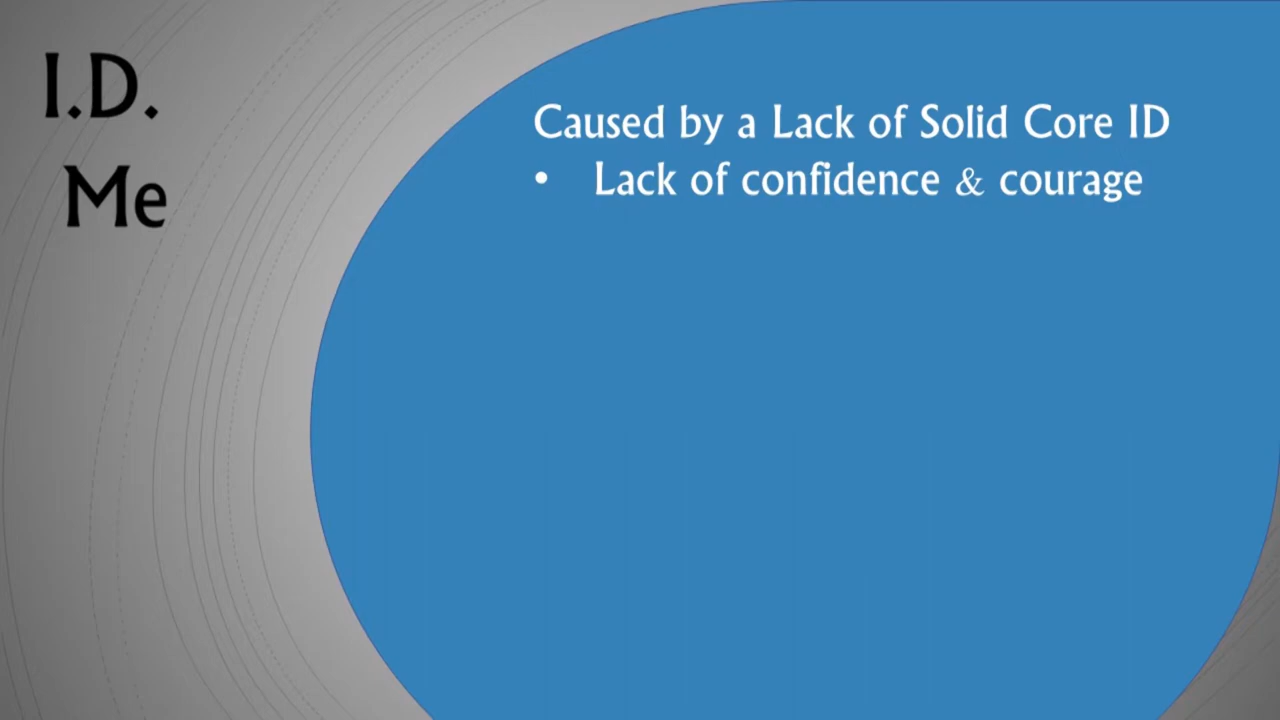 I.D.
Me
Caused by a Lack of Solid Core ID
• Lack of confidence & courage